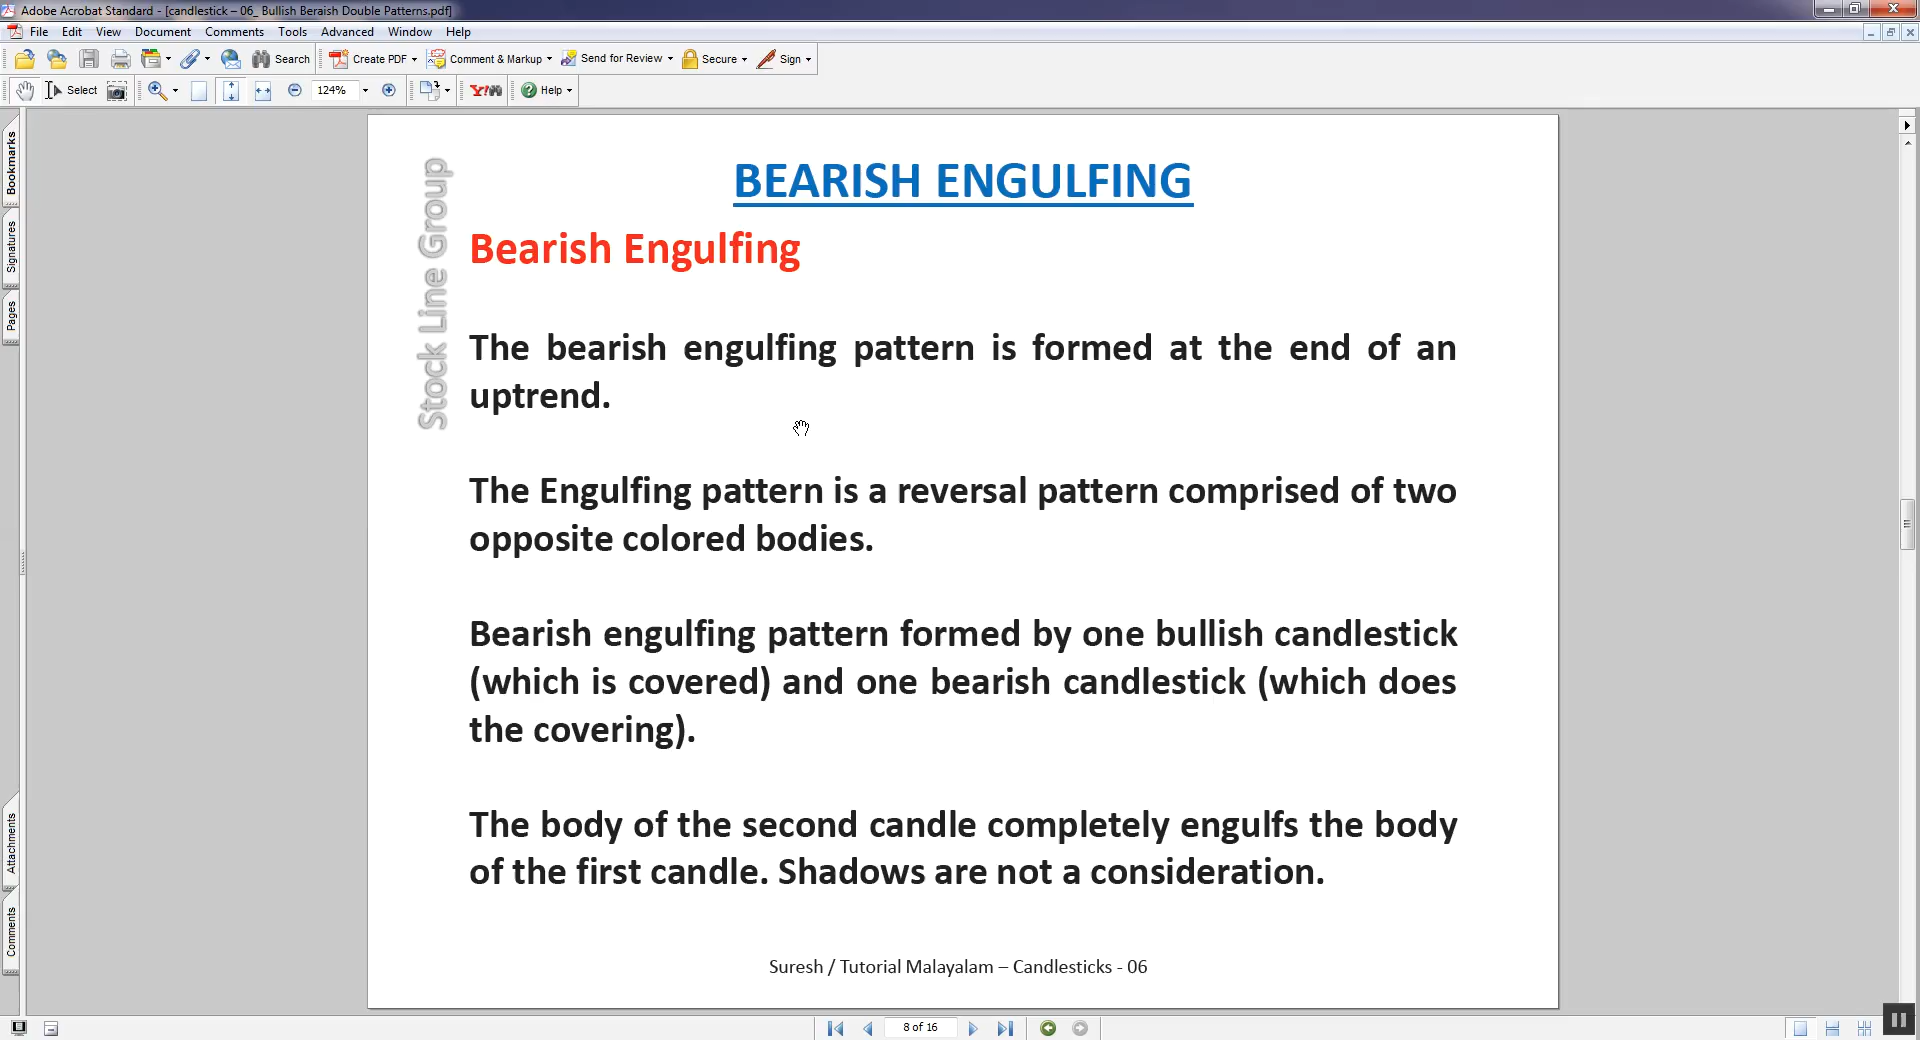 Adobe Acrobat Standard - [candlestick – 06_ Bullish Beraish Double Patterns.pdf]
File Edit View Document Comments Tools Advanced Window Help
Search Create PDF Comment & Markup Send for Review Secure Sign
Select 124% Y! Help
Bookmarks
Signatures
Pages
Attachments
Comments
Stock Line Group
BEARISH ENGULFING
Bearish Engulfing
The bearish engulfing pattern is formed at the end of an
uptrend.
The Engulfing pattern is a reversal pattern comprised of two
opposite colored bodies.
Bearish engulfing pattern formed by one bullish candlestick
(which is covered) and one bearish candlestick (which does
the covering).
The body of the second candle completely engulfs the body
of the first candle. Shadows are not a consideration.
Suresh / Tutorial Malayalam – Candlesticks - 06
8 of 16